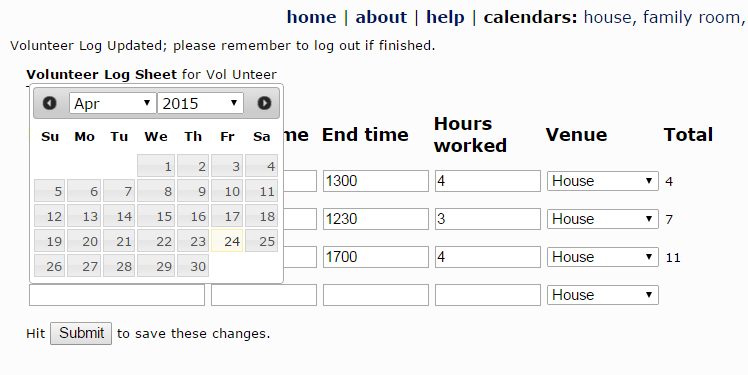 home | about | help | calendars: house, family room,
Volunteer Log Updated; please remember to log out if finished.
Volunteer Log Sheet for Vol Unteer
Apr 2015
Su Mo Tu We Th Fr Sa
1 2 3 4
5 6 7 8 9 10 11
12 13 14 15 16 17 18
19 20 21 22 23 24 25
26 27 28 29 30
me End time Hours worked Venue Total
1300 4 House 4
1230 3 House 7
1700 4 House 11
House
Hit Submit to save these changes.